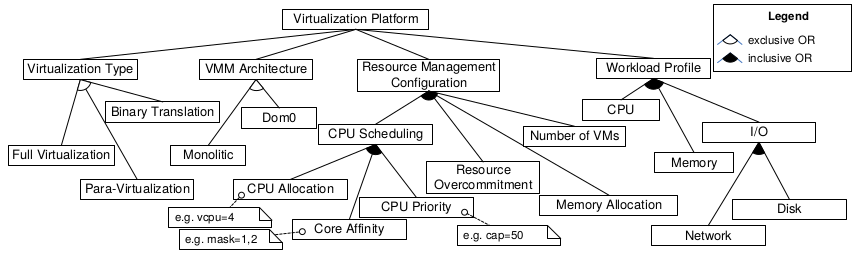 Virtualization Platform
Legend
exclusive OR
inclusive OR
Virtualization Type
VMM Architecture
Resource Management
Configuration
Workload Profile
Binary Translation
Dom0
CPU
CPU Scheduling
Number of VMs
I/O
Full Virtualization
Monolitic
Memory
Resource
Overcommitment
Para-Virtualization
CPU Allocation
CPU Priority
Memory Allocation
Disk
e.g. vcpu=4
Core Affinity
e.g. mask=1,2
e.g. cap=50
Network